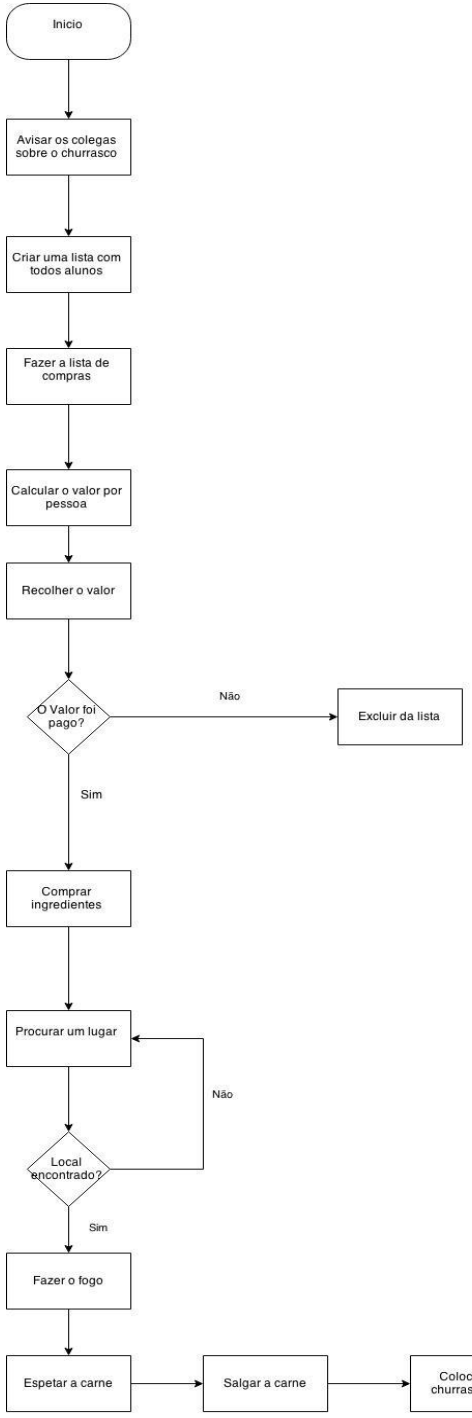 Inicio
Avisar os colegas
sobre o churrasco
Criar uma lista com
todos alunos
Fazer a lista de
compras
Calcular o valor por
pessoa
Recolher o valor
O Valor foi
pago?
Não
Excluir da lista
Sim
Comprar
ingredientes
Procurar um lugar
Não
Local
encontrado?
Sim
Fazer o fogo
Espetar a carne
Salgar a carne